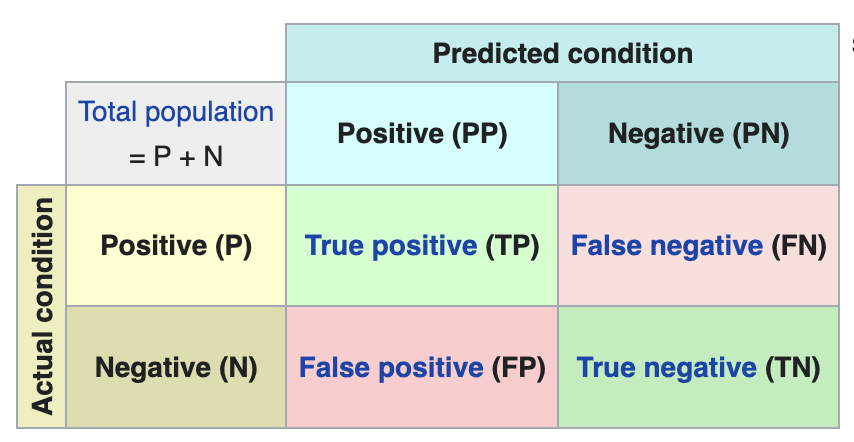 Predicted condition
Total population
= P + N
Positive (PP)
Negative (PN)
Actual condition
Positive (P)
True positive (TP)
False negative (FN)
Negative (N)
False positive (FP)
True negative (TN)